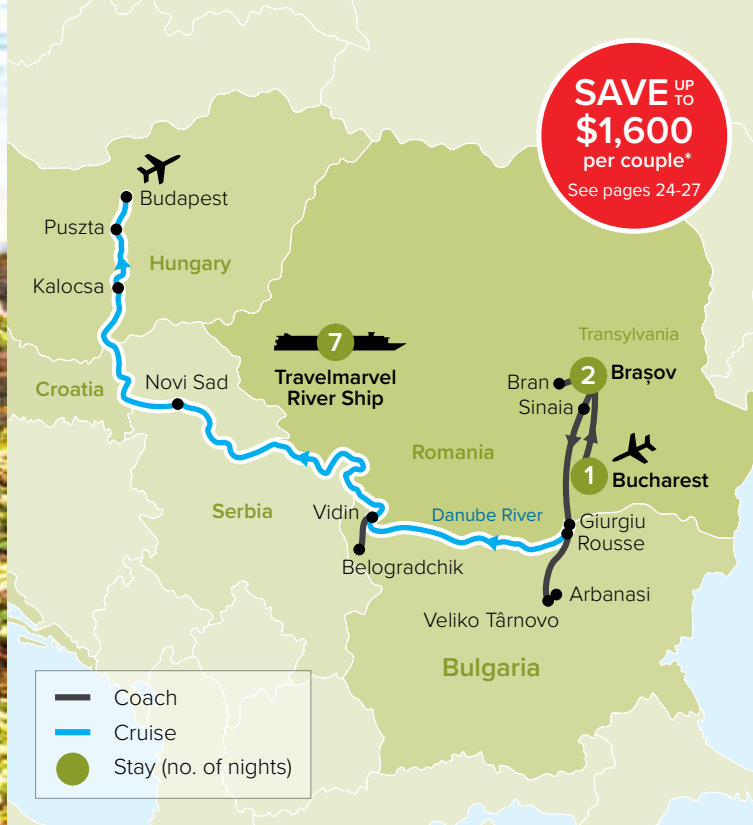 SAVE UP TO
$1,600
per couple*
See pages 24-27
Budapest
Puszta
Hungary
Kalocsa
Transylvania
7
Travelmarvel
River Ship
Bran
2
Brașov
Croatia
Novi Sad
Sinaia
Romania
1
Bucharest
Serbia
Vidin
Danube River
Giurgiu
Rousse
Belogradchik
Arbanasi
Veliko Târnovo
Bulgaria
Coach
Cruise
Stay (no. of nights)